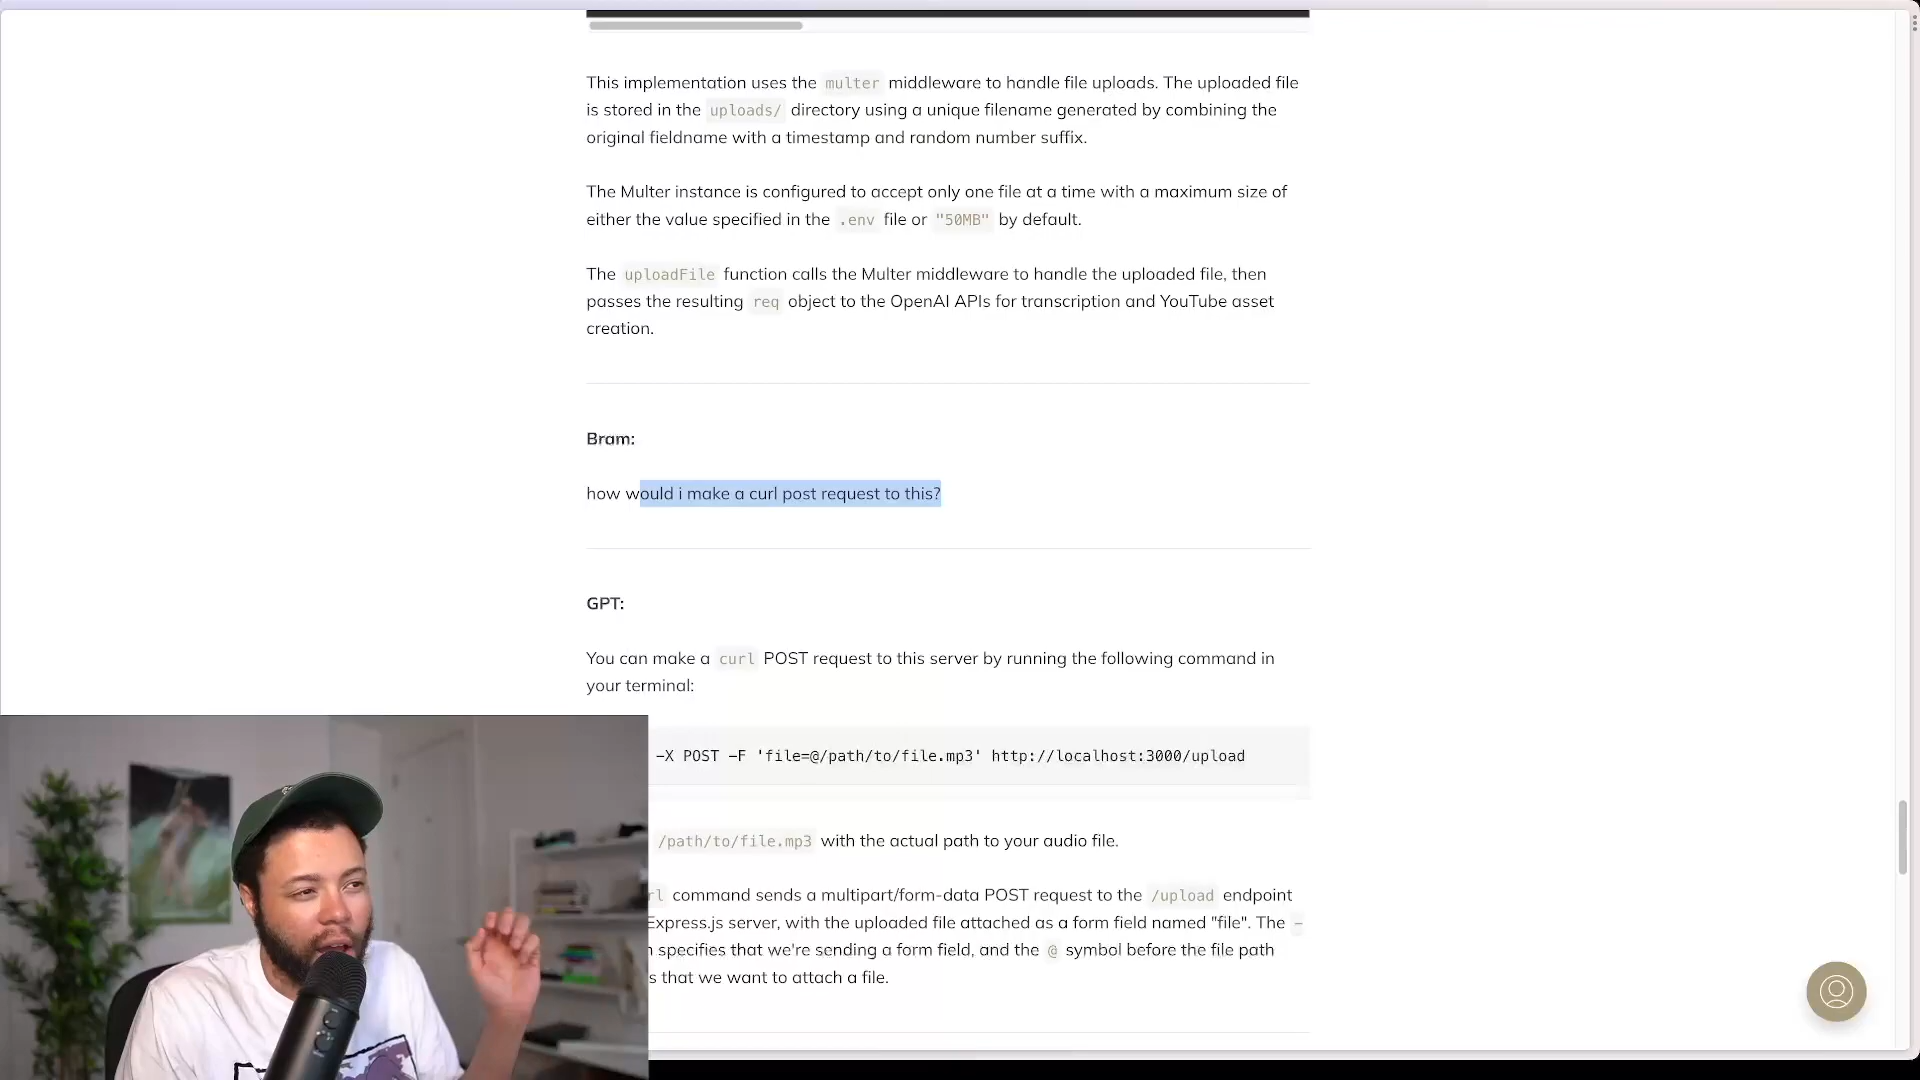 This implementation uses the multer middleware to handle file uploads. The uploaded file
is stored in the uploads/ directory using a unique filename generated by combining the
original fieldname with a timestamp and random number suffix.
The Multer instance is configured to accept only one file at a time with a maximum size of
either the value specified in the .env file or "50MB" by default.
The uploadFile function calls the Multer middleware to handle the uploaded file, then
passes the resulting req object to the OpenAI APIs for transcription and YouTube asset
creation.
Bram:
how would i make a curl post request to this?
GPT:
You can make a curl POST request to this server by running the following command in
your terminal:
-X POST -F 'file=@/path/to/file.mp3' http://localhost:3000/upload
/path/to/file.mp3 with the actual path to your audio file.
command sends a multipart/form-data POST request to the /upload endpoint
Express.js server, with the uploaded file attached as a form field named "file". The -
specifies that we're sending a form field, and the @ symbol before the file path
s that we want to attach a file.